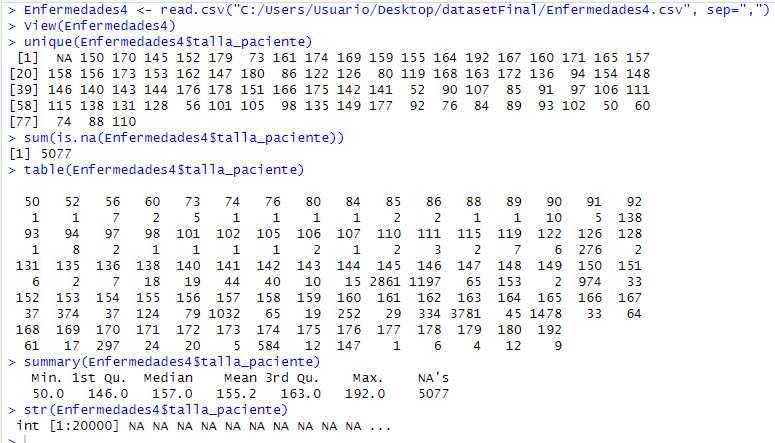 > Enfermedades4 <- read.csv("C:/Users/Usuario/Desktop/datasetFinal/Enfermedades4.csv", sep=",")
> View(Enfermedades4)
> unique(Enfermedades4$talla_paciente)
[1] NA 150 170 145 152 179 73 161 174 169 159 155 164 192 167 160 171 165 157
[20] 158 156 173 153 162 147 180 86 122 126 80 119 168 163 172 136 94 154 148
[39] 146 140 143 144 176 178 151 166 175 142 141 52 90 107 85 91 97 106 111
[58] 115 138 131 128 56 101 105 98 135 149 177 92 76 84 89 93 102 50 60
[77] 74 88 110
> sum(is.na(Enfermedades4$talla_paciente))
[1] 5077
> table(Enfermedades4$talla_paciente)
50 52 56 60 73 74 76 80 84 85 86 88 89 90 91 92
1 1 7 2 5 1 1 1 1 2 2 1 1 10 5 138
93 94 97 98 101 102 105 106 107 110 111 115 119 122 126 128
1 8 2 1 1 1 1 2 1 2 3 2 7 6 276 2
131 135 136 138 140 141 142 143 144 145 146 147 148 149 150 151
6 2 7 18 19 44 40 10 15 2861 1197 65 153 2 974 33
152 153 154 155 156 157 158 159 160 161 162 163 164 165 166 167
37 374 37 124 79 1032 65 19 252 29 334 3781 45 1478 33 64
168 169 170 171 172 173 174 175 176 177 178 179 180 192
61 17 297 24 20 5 584 12 147 1 6 4 12 9
> summary(Enfermedades4$talla_paciente)
Min. 1st Qu. Median Mean 3rd Qu. Max. NA's
50.0 146.0 157.0 155.2 163.0 192.0 5077
> str(Enfermedades4$talla_paciente)
int [1:20000] NA NA NA NA NA NA NA NA NA NA ...
>